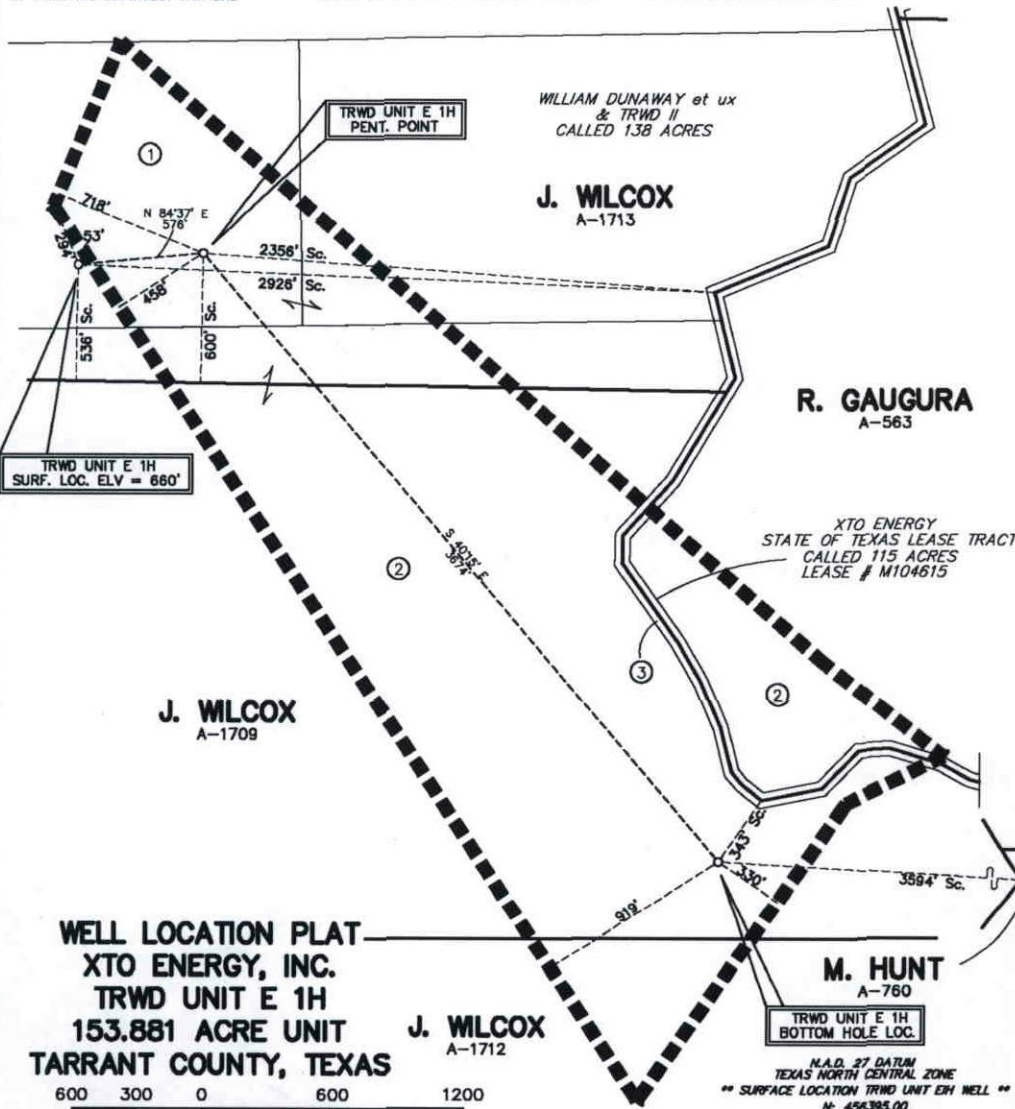 TRWD UNIT E 1H
PENT. POINT
WILLIAM DUNAWAY et ux
& TRWD II
CALLED 138 ACRES
J. WILCOX
A-1713
1
718'
N 84°37' E
576'
53'
294'
2356' Sc.
2926' Sc.
458'
536' Sc.
600' Sc.
R. GAUGURA
A-563
TRWD UNIT E 1H
SURF. LOC. ELV = 660'
XTO ENERGY
STATE OF TEXAS LEASE TRACT
CALLED 115 ACRES
LEASE # M104615
S 40°15' E
3874'
2
3
2
J. WILCOX
A-1709
343' Sc.
330'
3594' Sc.
919'
WELL LOCATION PLAT
XTO ENERGY, INC.
TRWD UNIT E 1H
153.881 ACRE UNIT
TARRANT COUNTY, TEXAS
J. WILCOX
A-1712
M. HUNT
A-760
TRWD UNIT E 1H
BOTTOM HOLE LOC.
N.A.D. 27 DATUM
TEXAS NORTH CENTRAL ZONE
** SURFACE LOCATION TRWD UNIT E1H WELL **
N: 456395.00
600 300 0 600 1200